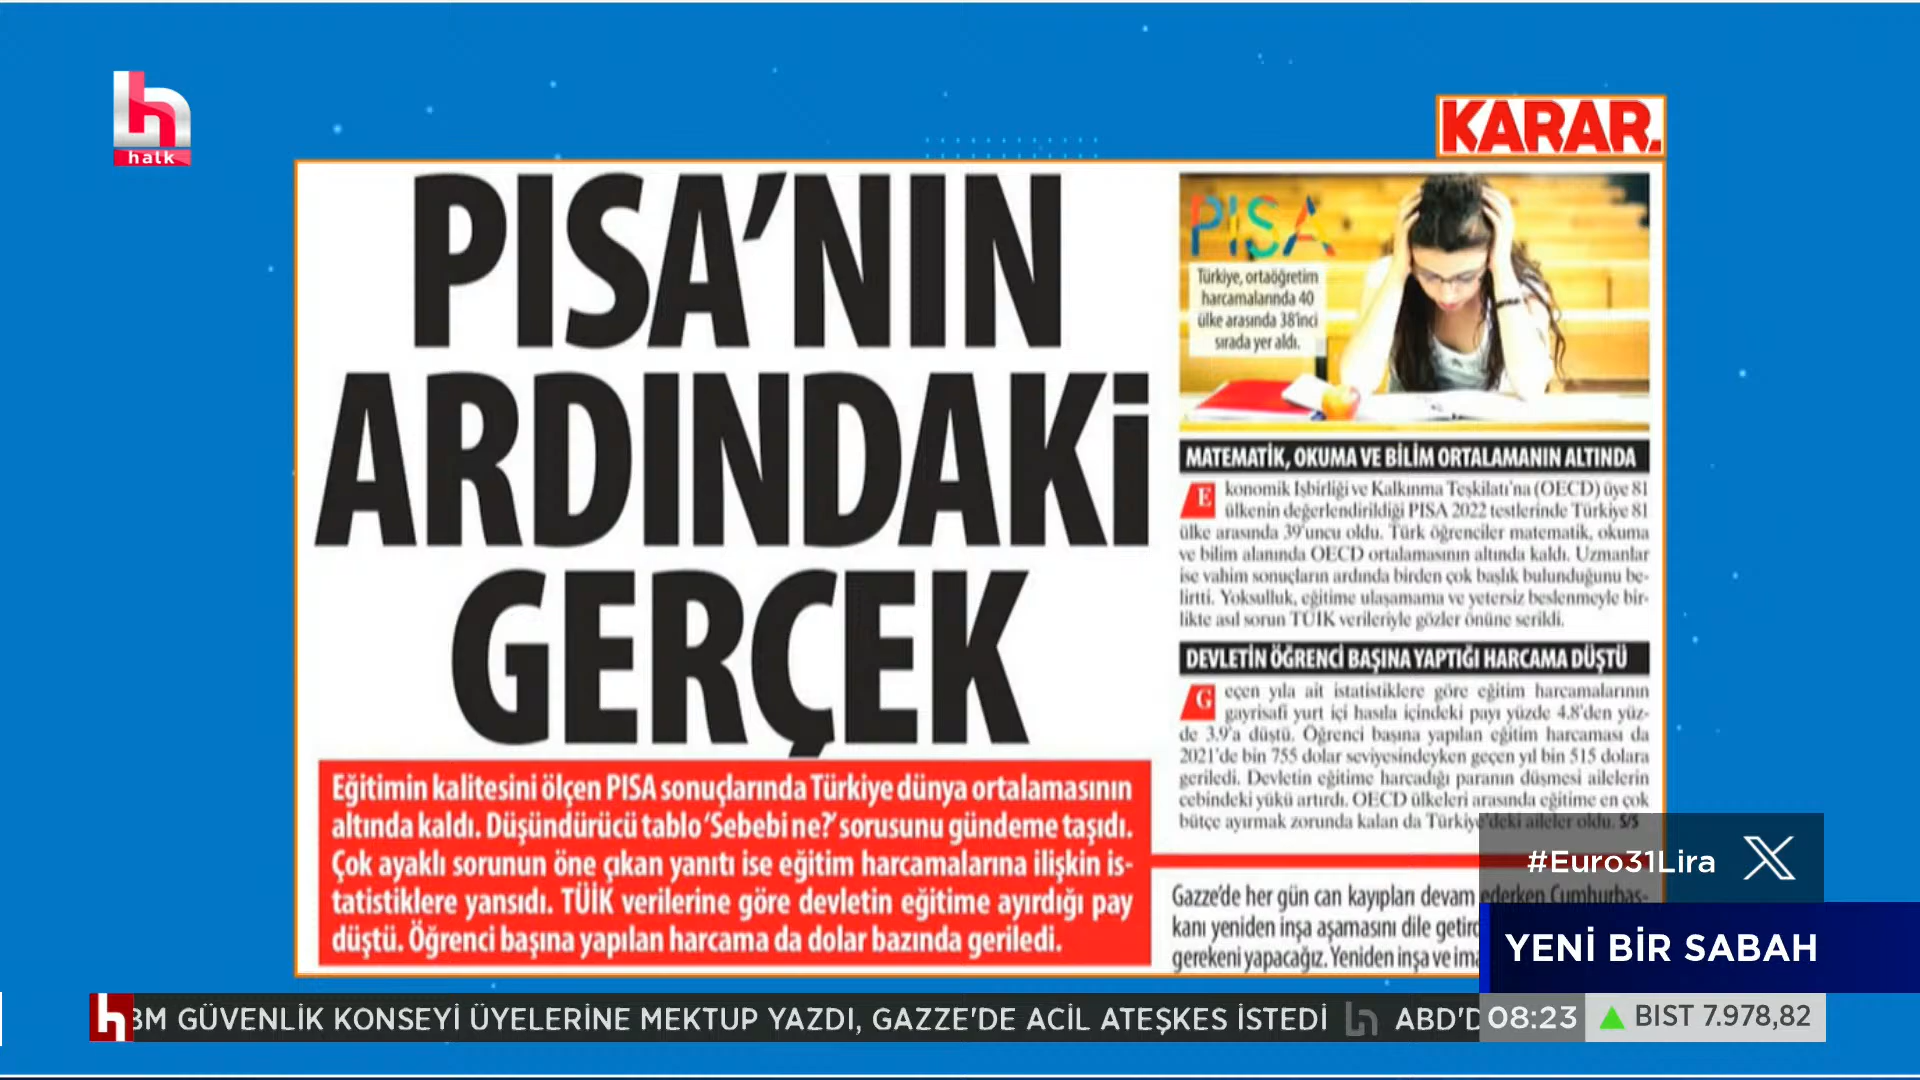 halk
KARAR.
PISA'NIN
ARDINDAKİ
GERÇEK
Eğitimin kalitesini ölçen PISA sonuçlarında Türkiye dünya ortalamasının
altında kaldı. Düşündürücü tablo 'Sebebi ne?' sorusunu gündeme taşıdı.
Çok ayaklı sorunun öne çıkan yanıtı ise eğitim harcamalarına ilişkin is-
tatistiklere yansıdı. TÜİK verilerine göre devletin eğitime ayırdığı pay
düştü. Öğrenci başına yapılan harcama da dolar bazında geriledi.
PISA
Türkiye, ortaöğretim
harcamalarında 40
ülke arasında 38'inci
sırada yer aldı.
MATEMATİK, OKUMA VE BİLİM ORTALAMANIN ALTINDA
Ekonomik İşbirliği ve Kalkınma Teşkilatı'na (OECD) üye 81
ülkenin değerlendirildiği PISA 2022 testlerinde Türkiye 81
ülke arasında 39'uncu oldu. Türk öğrenciler matematik, okuma
ve bilim alanında OECD ortalamasının altında kaldı. Uzmanlar
ise vahim sonuçların ardında birden çok başlık bulunduğunu be-
lirtti. Yoksulluk, eğitime ulaşamama ve yetersiz beslenmeyle bir-
likte asıl sorun TÜİK verileriyle gözler önüne serildi.
DEVLETİN ÖĞRENCİ BAŞINA YAPTIĞI HARCAMA DÜŞTÜ
Geçen yıla ait istatistiklere göre eğitim harcamalarının
gayrisafi yurt içi hasıla içindeki payı yüzde 4.8'den yüz-
de 3.9'a düştü. Öğrenci başına yapılan eğitim harcaması da
2021'de bin 755 dolar seviyesindeyken geçen yıl bin 515 dolara
geriledi. Devletin eğitime harcadığı paranın düşmesi ailelerin
cebindeki yükü artırdı. OECD ülkeleri arasında eğitime en çok
bütçe ayırmak zorunda kalan da Türkiye'deki aileler oldu. S/5
Gazze'de her gün can kayıpları devam ederken Cumhurbaş-
kanı yeniden inşa aşamasını dile getird
gerekeni yapacağız. Yeniden inşa ve ima
#Euro31Lira X
YENİ BİR SABAH
BM GÜVENLİK KONSEYİ ÜYELERİNE MEKTUP YAZDI, GAZZE'DE ACİL ATEŞKES İSTEDİ ABD'D
08:23 BIST 7.978,82